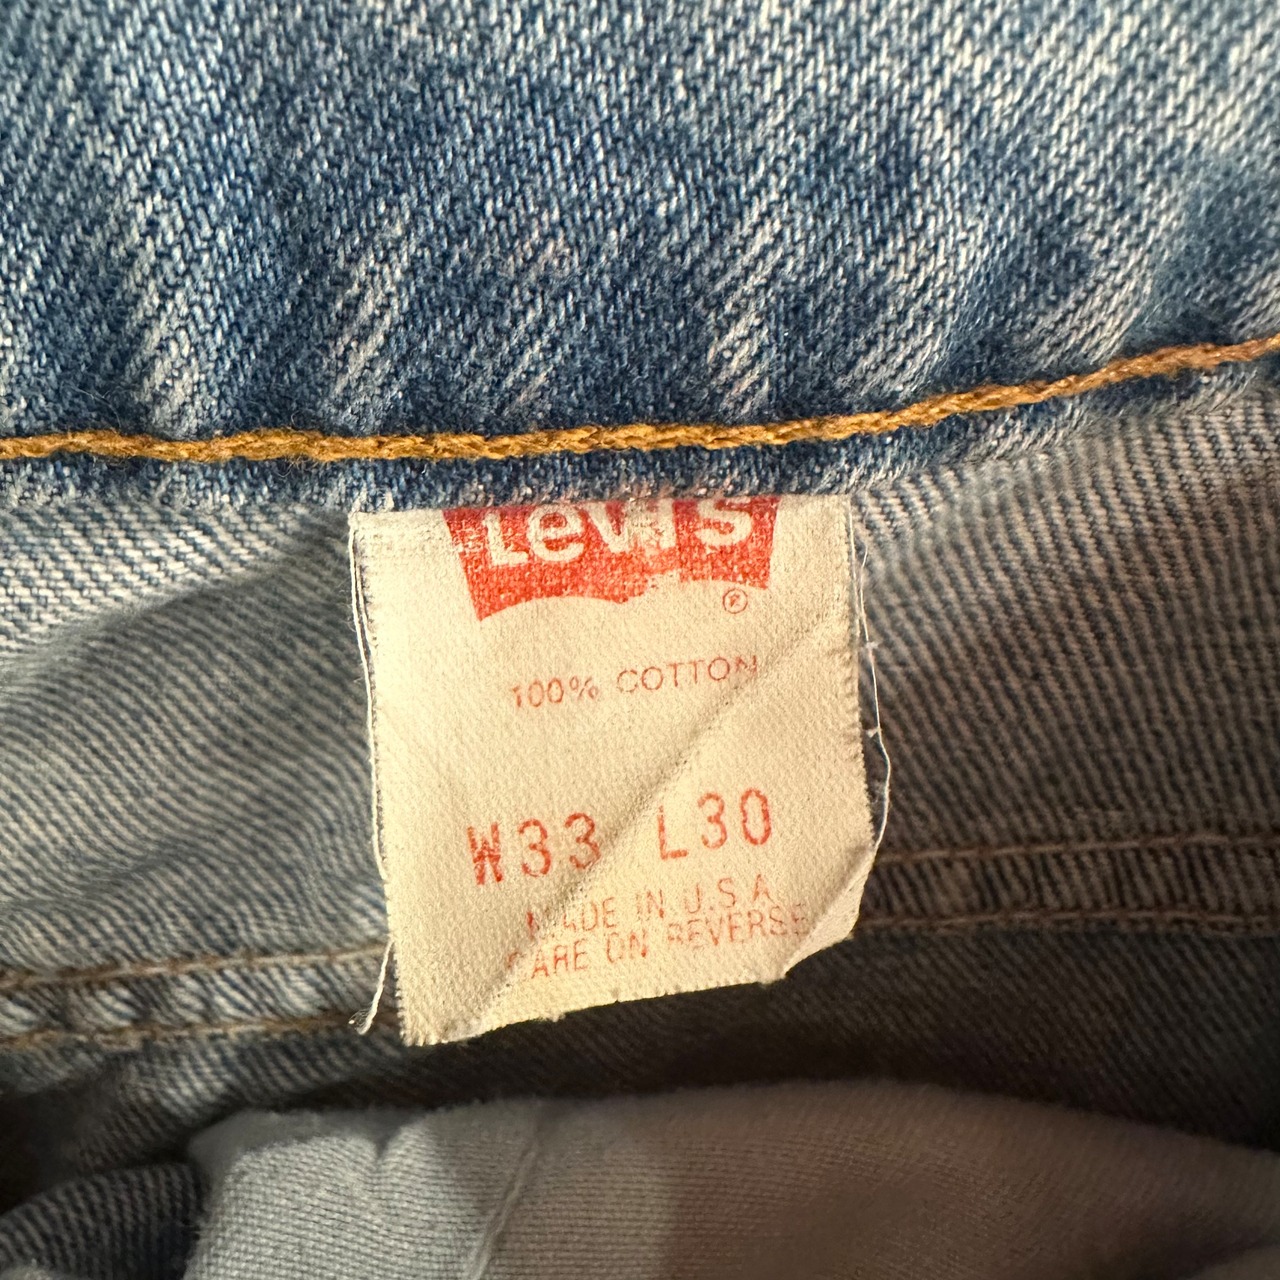 Levi's
®
100% COTTON
W33 L30
MADE IN U.S.A
CARE ON REVERSE